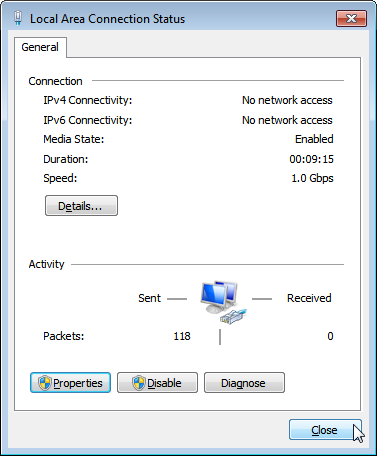 Local Area Connection Status
General
Connection
IPv4 Connectivity: No network access
IPv6 Connectivity: No network access
Media State: Enabled
Duration: 00:09:15
Speed: 1.0 Gbps
Details...
Activity
Sent Received
Packets: 118 0
Properties Disable Diagnose
Close